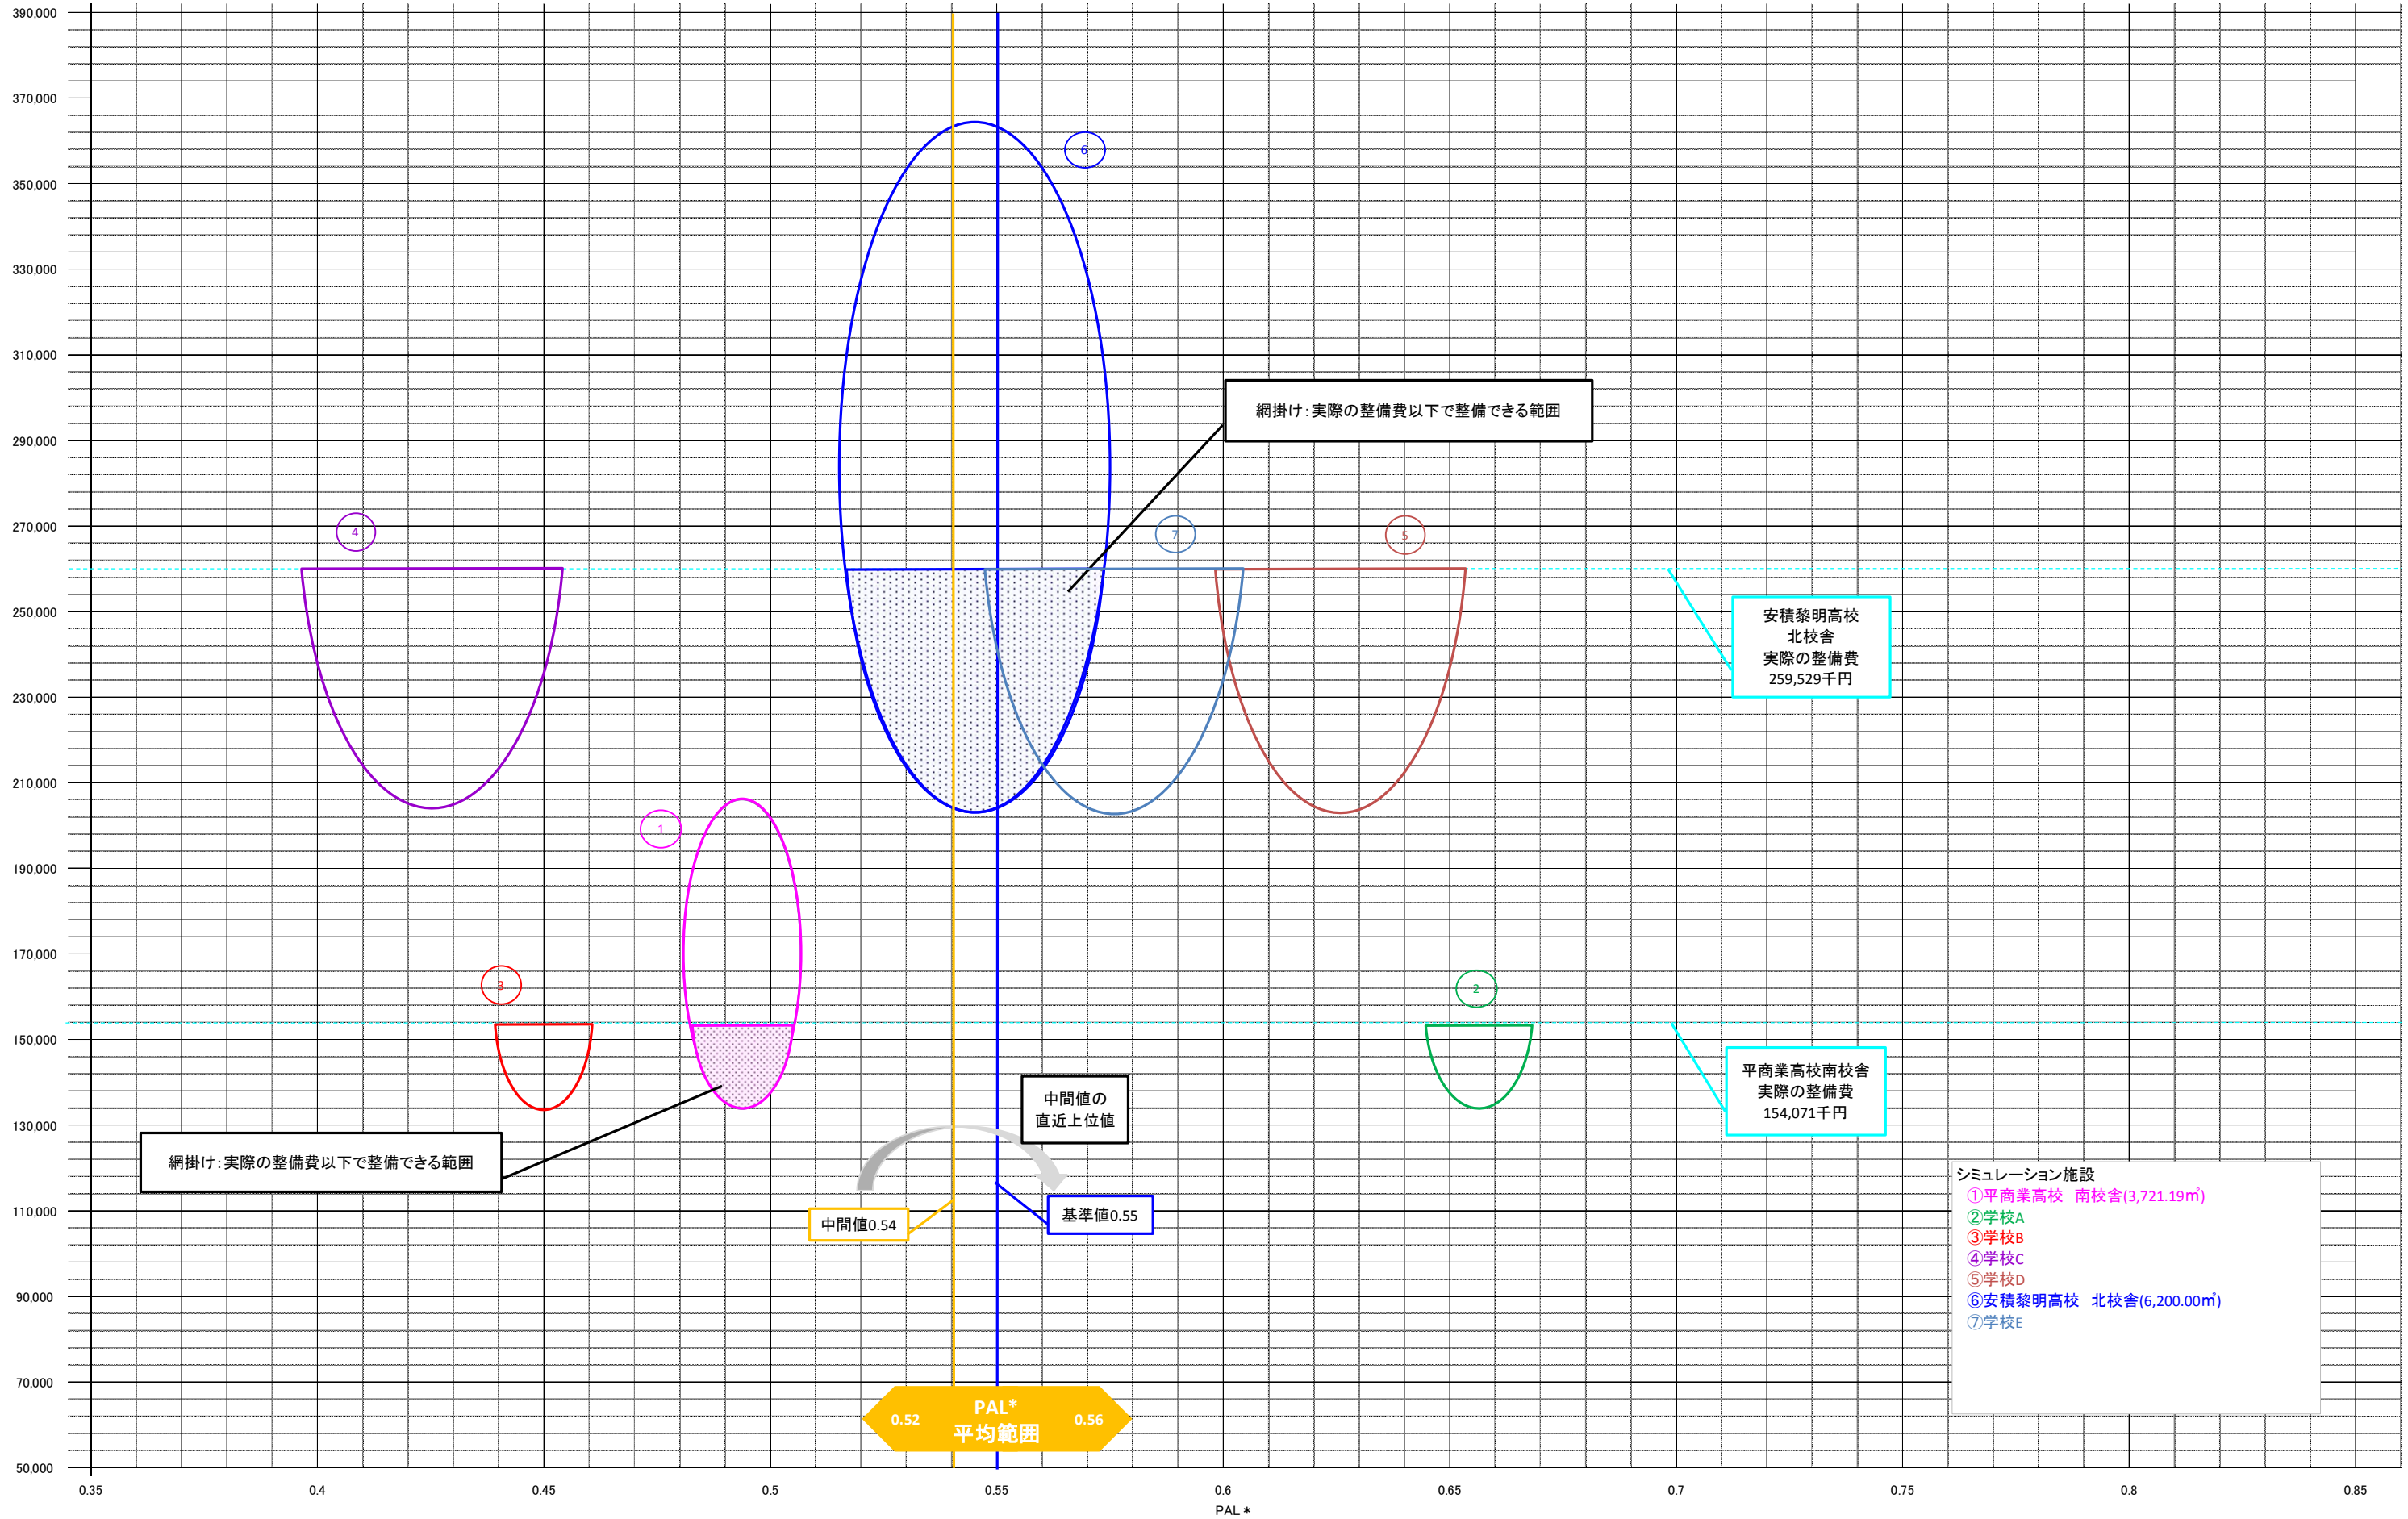 390,000
370,000
350,000
330,000
310,000
290,000
270,000
250,000
230,000
210,000
190,000
170,000
150,000
130,000
110,000
90,000
70,000
50,000
6
網掛け：実際の整備費以下で整備できる範囲
4
7
5
安積黎明高校
北校舎
実際の整備費
259,529千円
1
3
2
平商業高校南校舎
実際の整備費
154,071千円
中間値の
直近上位値
網掛け：実際の整備費以下で整備できる範囲
中間値0.54
基準値0.55
シミュレーション施設
①平商業高校　南校舎(3,721.19㎡)
②学校A
③学校B
④学校C
⑤学校D
⑥安積黎明高校　北校舎(6,200.00㎡)
⑦学校E
0.52 PAL* 0.56
平均範囲
0.35 0.4 0.45 0.5 0.55 0.6 0.65 0.7 0.75 0.8 0.85
PAL*